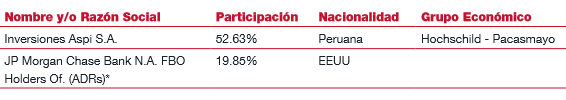 Nombre y/o Razón Social Participación Nacionalidad Grupo Económico
Inversiones Aspi S.A. 52.63% Peruana Hochschild - Pacasmayo
JP Morgan Chase Bank N.A. FBO 19.85% EEUU
Holders Of. (ADRs)*